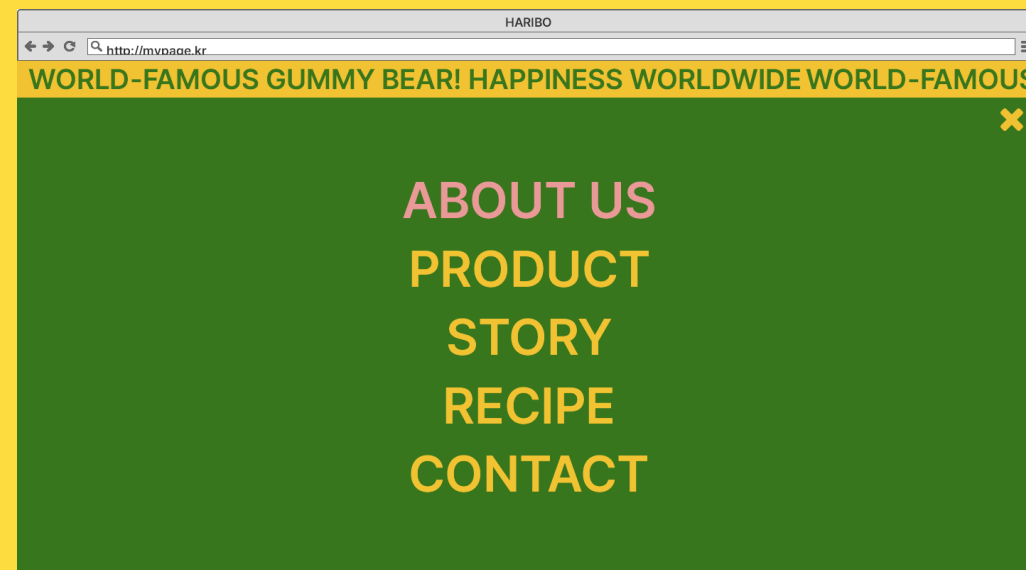 HARIBO
http://mypage.kr
WORLD-FAMOUS GUMMY BEAR! HAPPINESS WORLDWIDE WORLD-FAMOUS
ABOUT US
PRODUCT
STORY
RECIPE
CONTACT